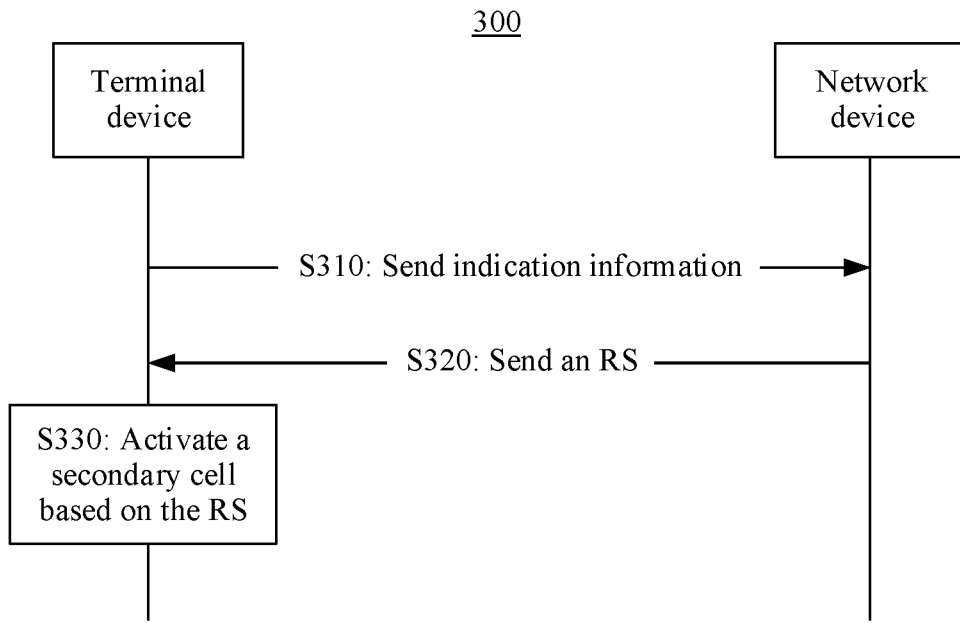 300
Terminal
device
Network
device
S310: Send indication information
S320: Send an RS
S330: Activate a
secondary cell
based on the RS